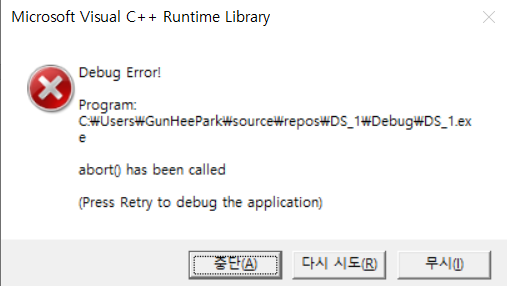 Microsoft Visual C++ Runtime Library
Debug Error!
Program:
C:₩Users₩GunHeePark₩source₩repos₩DS_1₩Debug₩DS_1.ex
e
abort() has been called
(Press Retry to debug the application)
중단(A) 다시 시도(R) 무시(I)